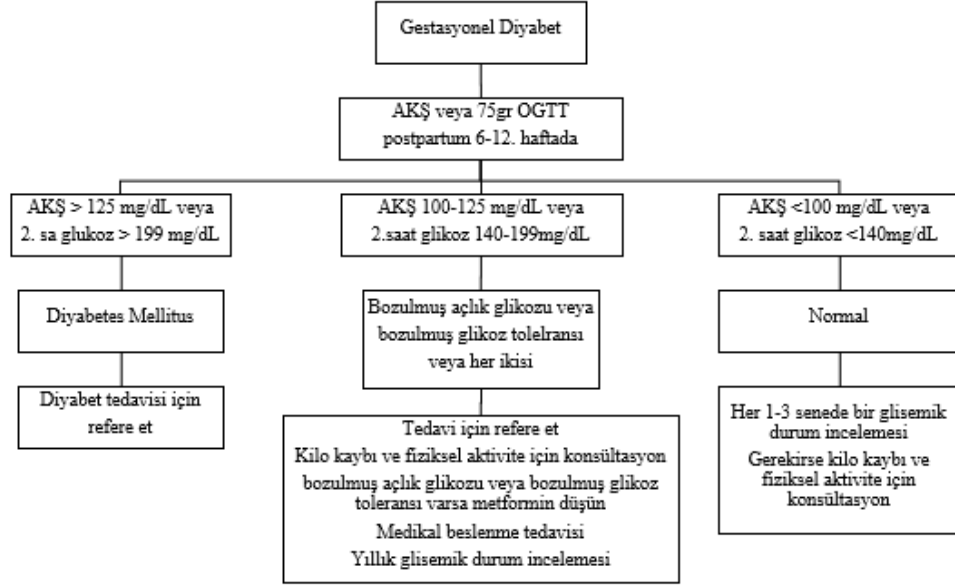 Gestasyonel Diyabet
AKŞ veya 75gr OGTT
postpartum 6-12. haftada
AKŞ > 125 mg/dL veya
2. sa glukoz > 199 mg/dL
AKŞ 100-125 mg/dL veya
2.saat glikoz 140-199mg/dL
AKŞ <100 mg/dL veya
2. saat glikoz <140mg/dL
Diyabetes Mellitus
Bozulmuş açlık glikozu veya
bozulmuş glikoz tolelransı
veya her ikisi
Normal
Diyabet tedavisi için
refere et
Tedavi için refere et
Kilo kaybı ve fiziksel aktivite için konsültasyon
bozulmuş açlık glikozu veya bozulmuş glikoz
toleransı varsa metformin düşün
Medikal beslenme tedavisi
Yıllık glisemik durum incelemesi
Her 1-3 senede bir glisemik
durum incelemesi
Gerekirse kilo kaybı ve
fiziksel aktivite için
konsültasyon